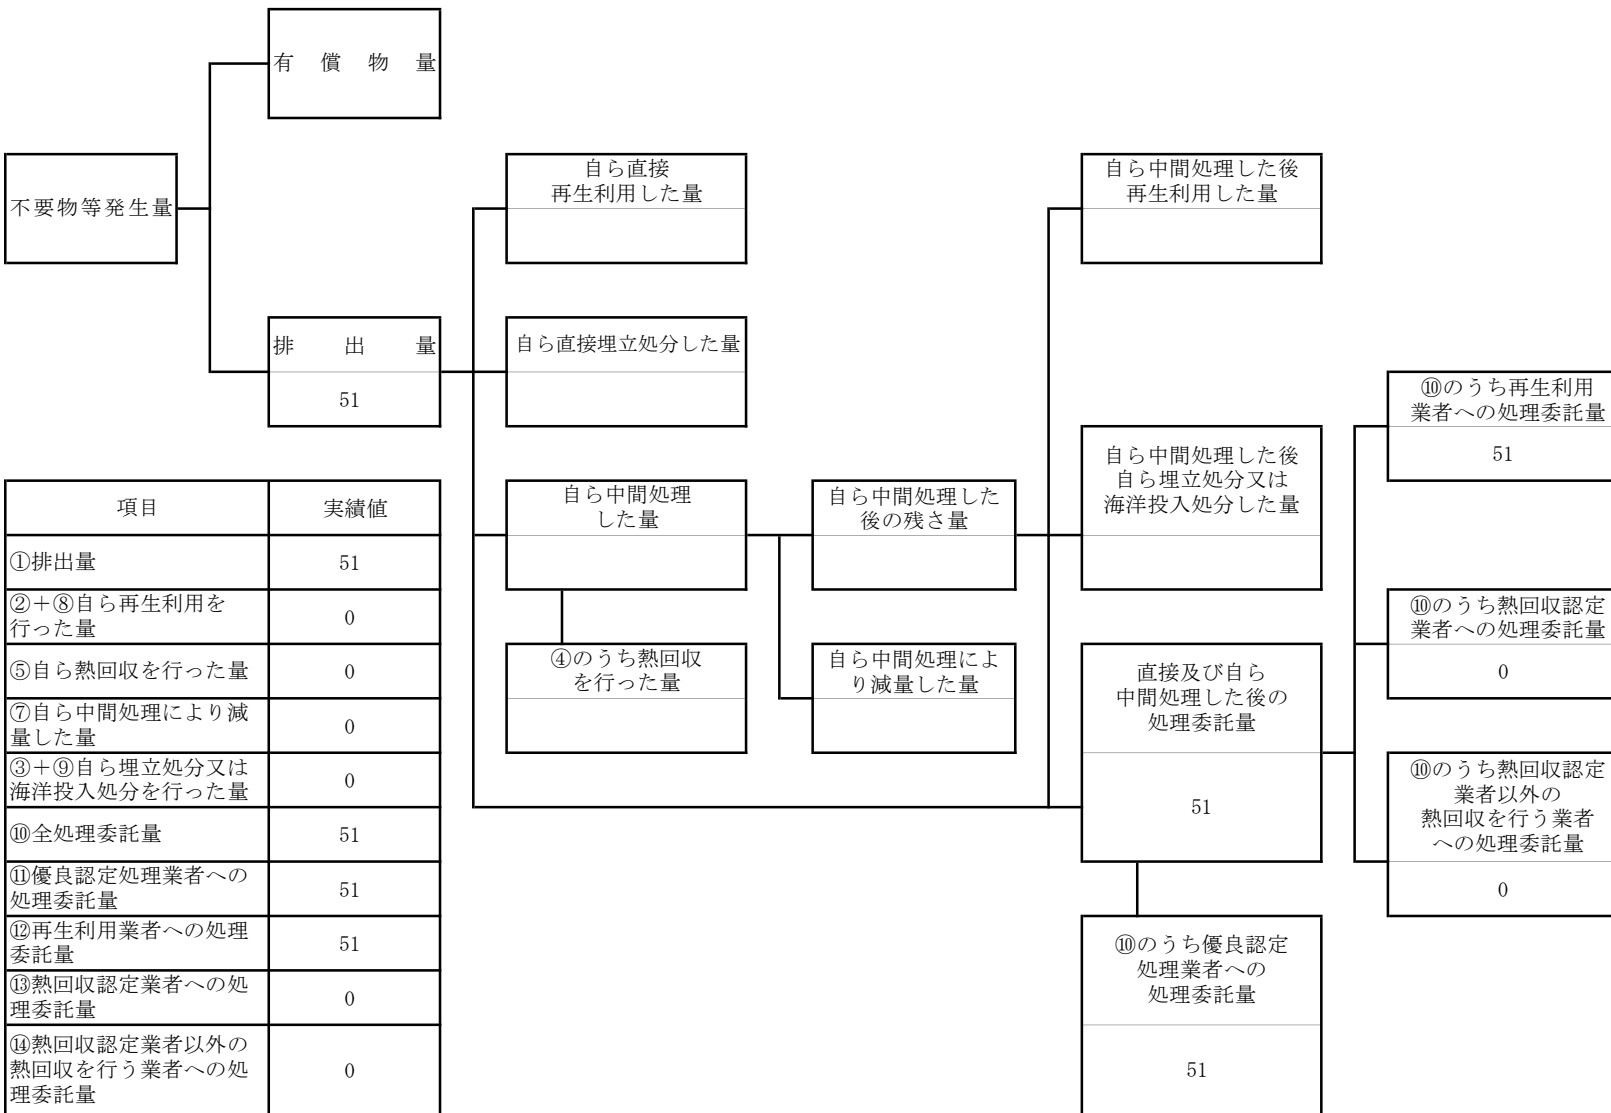 有償物量
不要物等発生量
自ら直接
再生利用した量
自ら中間処理した後
再生利用した量
排出量
51
自ら直接埋立処分した量
⑩のうち再生利用
業者への処理委託量
51
自ら中間処理した後
自ら埋立処分又は
海洋投入処分した量
自ら中間処理
した量
自ら中間処理した
後の残さ量
⑩のうち熱回収認定
業者への処理委託量
0
④のうち熱回収
を行った量
自ら中間処理によ
り減量した量
直接及び自ら
中間処理した後の
処理委託量
51
⑩のうち熱回収認定
業者以外の
熱回収を行う業者
への処理委託量
0
⑩のうち優良認定
処理業者への
処理委託量
51
項目 実績値
①排出量 51
②+⑧自ら再生利用を
行った量 0
⑤自ら熱回収を行った量 0
⑦自ら中間処理により減
量した量 0
③+⑨自ら埋立処分又は
海洋投入処分を行った量 0
⑩全処理委託量 51
⑪優良認定処理業者への
処理委託量 51
⑫再生利用業者への処理
委託量 51
⑬熱回収認定業者への処
理委託量 0
⑭熱回収認定業者以外の
熱回収を行う業者への処
理委託量 0